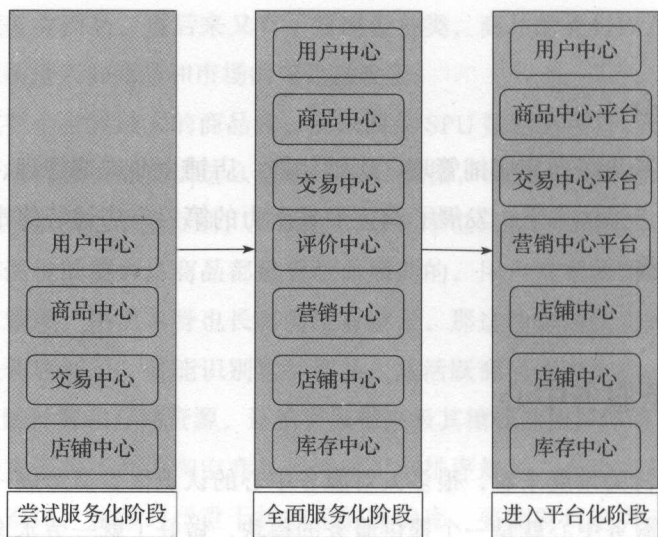 用户中心
商品中心
交易中心
店铺中心
尝试服务化阶段
用户中心
商品中心
交易中心
评价中心
营销中心
店铺中心
库存中心
全面服务化阶段
用户中心
商品中心平台
交易中心平台
营销中心平台
店铺中心
店铺中心
库存中心
进入平台化阶段